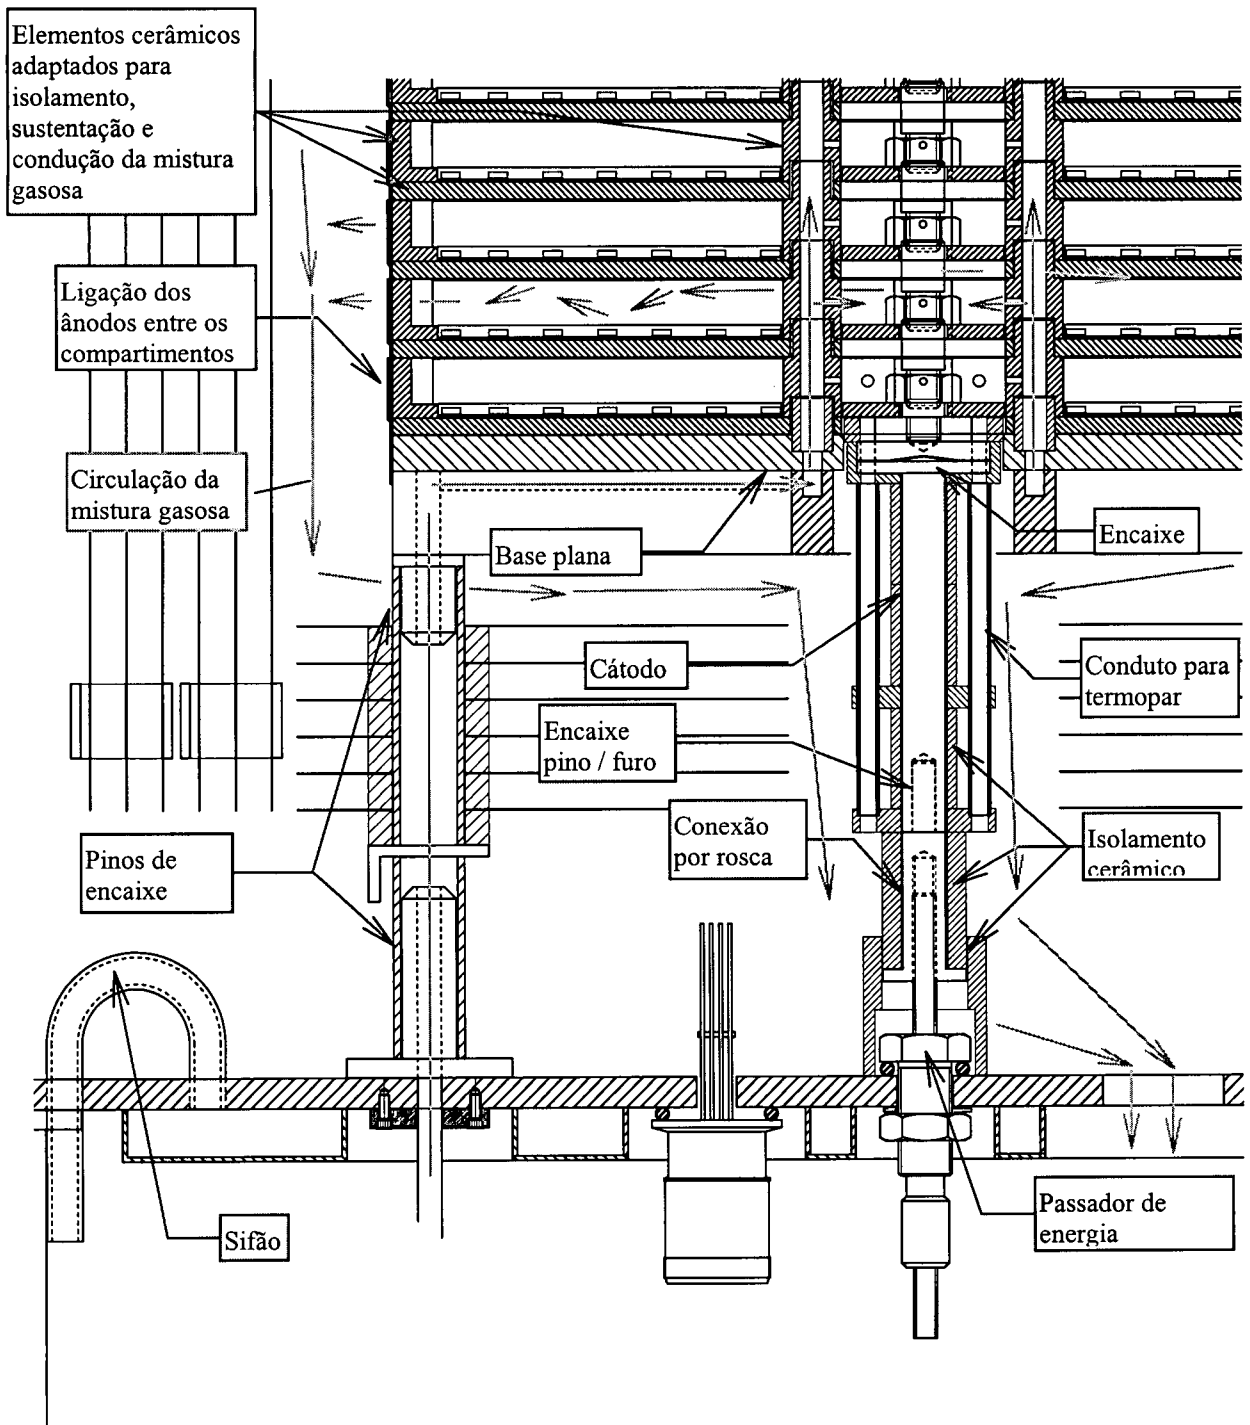 Elementos cerâmicos
adaptados para
isolamento,
sustentação e
condução da mistura
gasosa
Ligação dos
ânodos entre os
compartimentos
Circulação da
mistura gasosa
Base plana
Encaixe
Cátodo
Conduto para
termopar
Encaixe
pino / furo
Conexão
por rosca
Isolamento
cerâmico
Pinos de
encaixe
Sifão
Passador de
energia